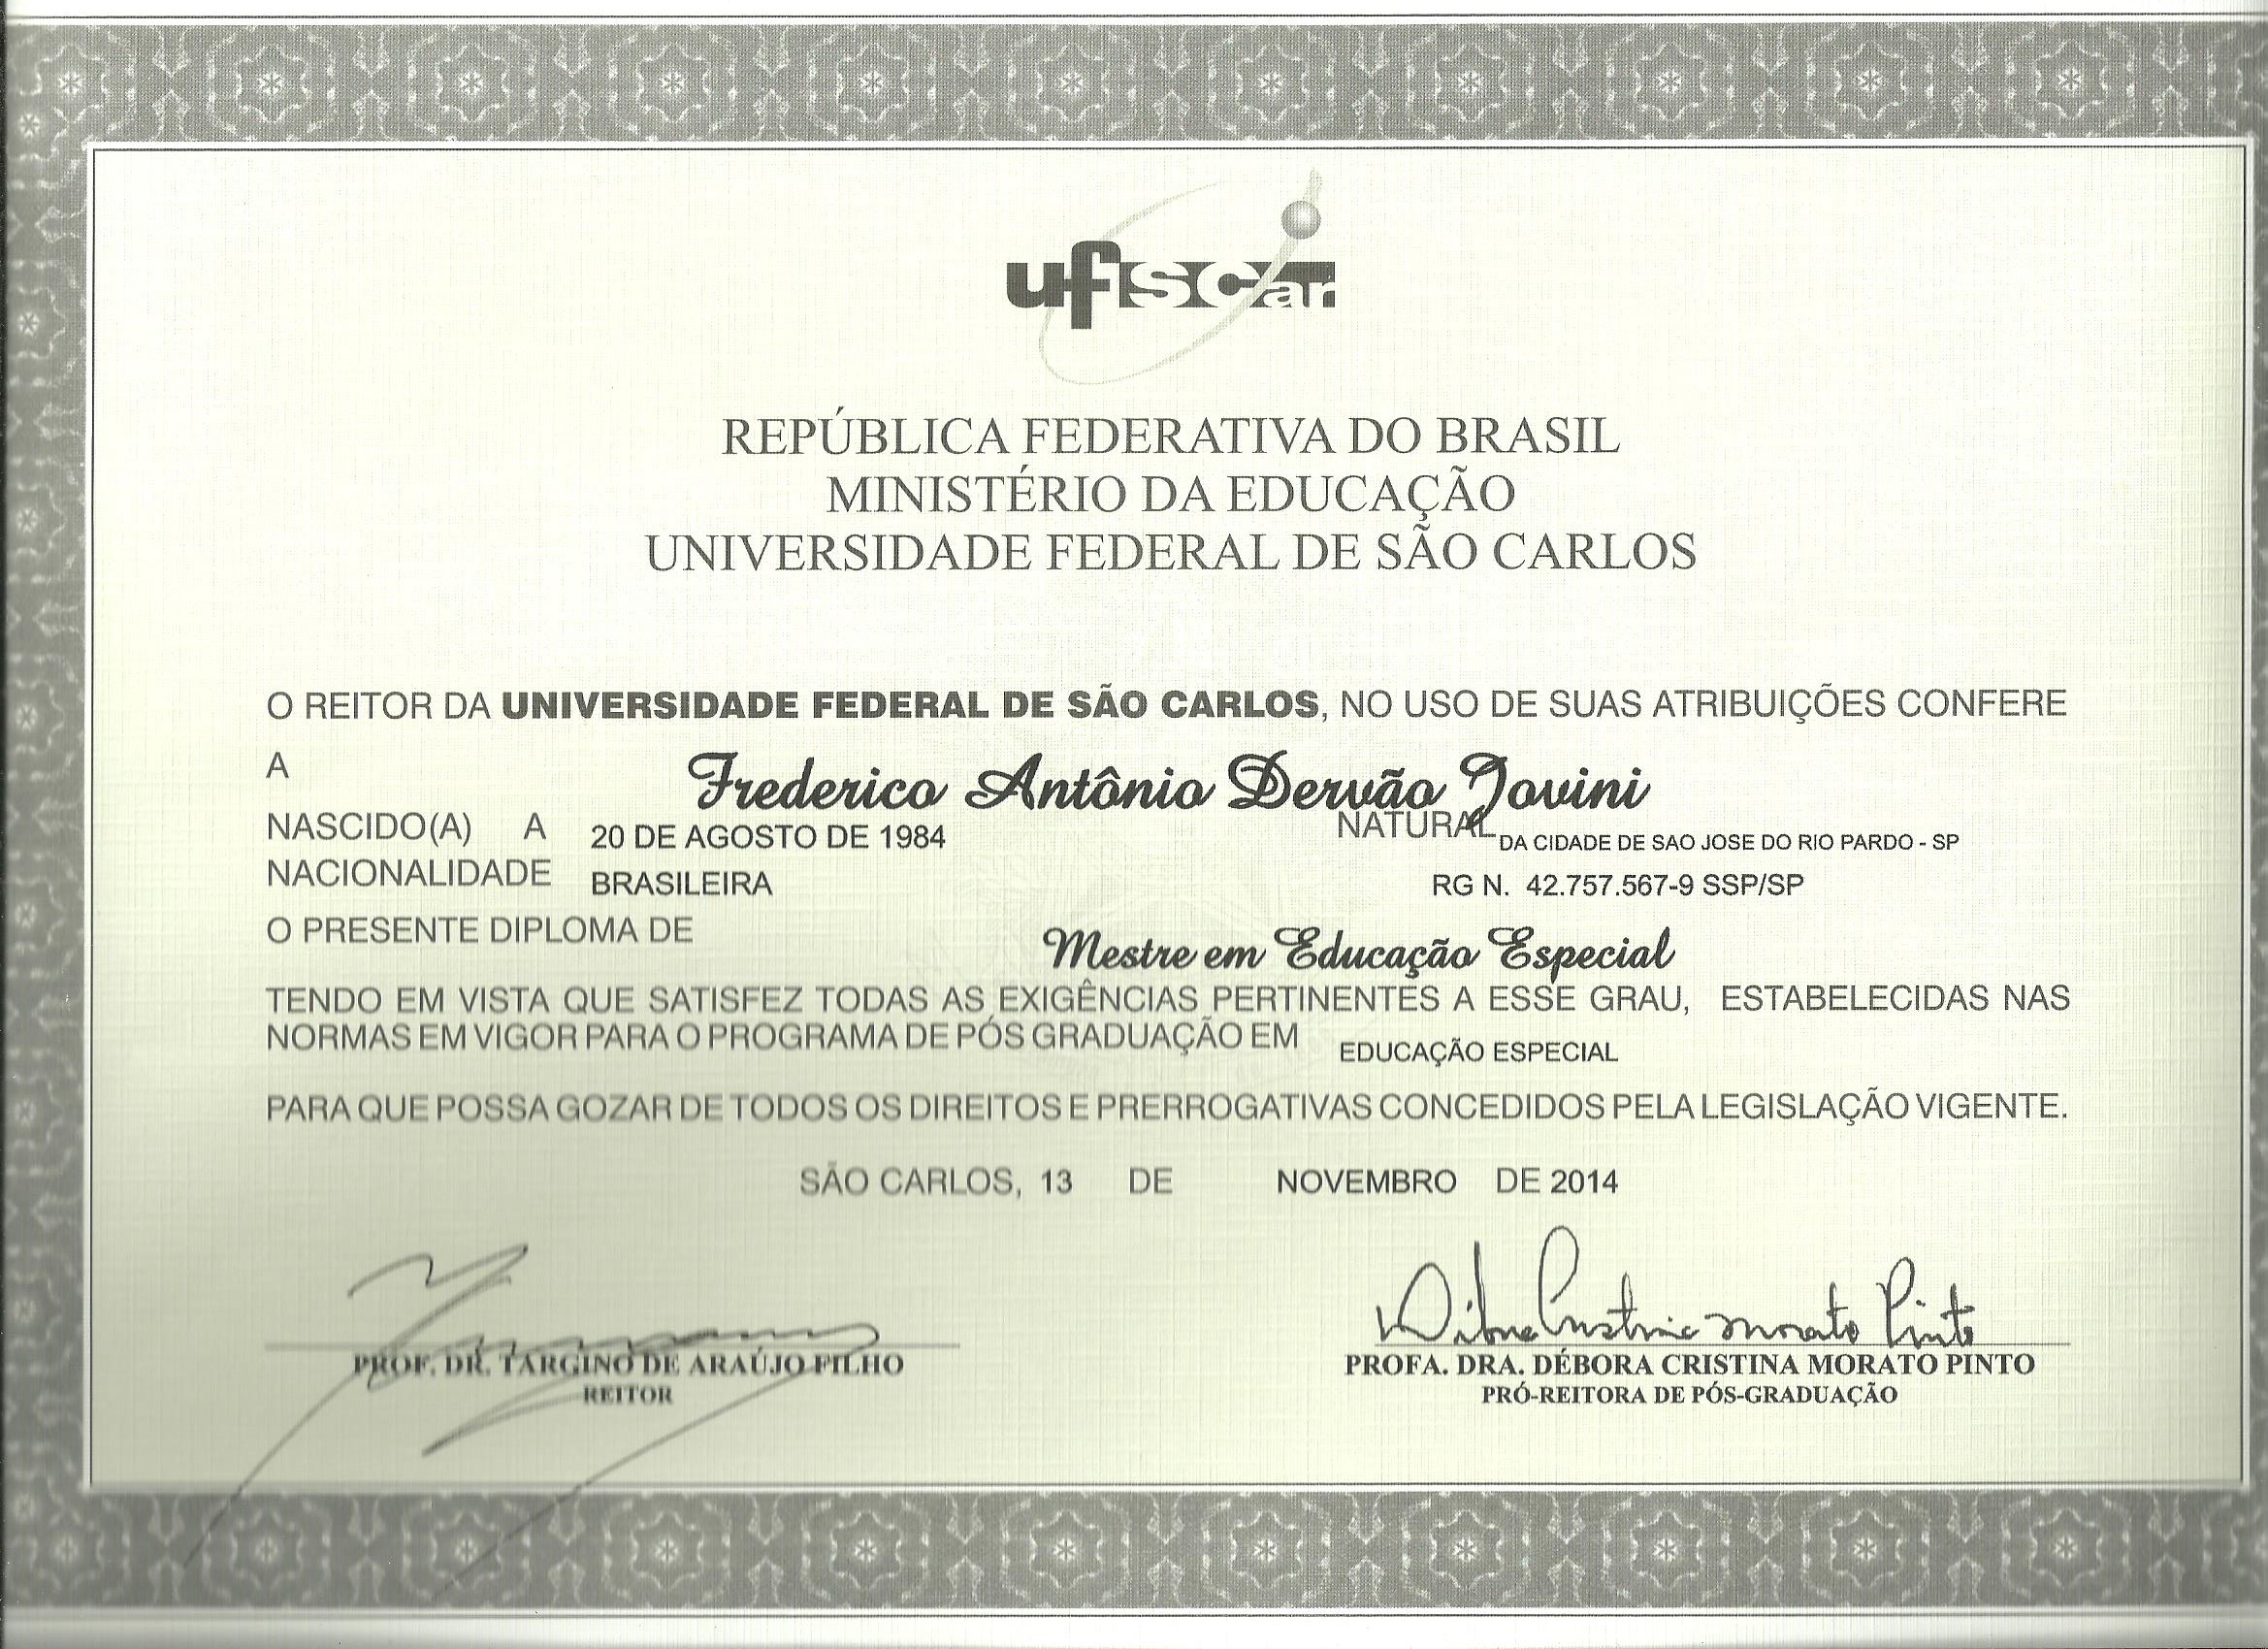 ufscar
REPÚBLICA FEDERATIVA DO BRASIL
MINISTÉRIO DA EDUCAÇÃO
UNIVERSIDADE FEDERAL DE SÃO CARLOS
O REITOR DA UNIVERSIDADE FEDERAL DE SÃO CARLOS, NO USO DE SUAS ATRIBUIÇÕES CONFERE
A Frederico Antônio Dervão Jovini
NASCIDO(A) A 20 DE AGOSTO DE 1984 NATURAL DA CIDADE DE SAO JOSE DO RIO PARDO - SP
NACIONALIDADE BRASILEIRA RG N. 42.757.567-9 SSP/SP
O PRESENTE DIPLOMA DE Mestre em Educação Especial
TENDO EM VISTA QUE SATISFEZ TODAS AS EXIGÊNCIAS PERTINENTES A ESSE GRAU, ESTABELECIDAS NAS
NORMAS EM VIGOR PARA O PROGRAMA DE PÓS GRADUAÇÃO EM EDUCAÇÃO ESPECIAL
PARA QUE POSSA GOZAR DE TODOS OS DIREITOS E PRERROGATIVAS CONCEDIDOS PELA LEGISLAÇÃO VIGENTE.
SÃO CARLOS, 13 DE NOVEMBRO DE 2014
PROF. DR. TARGINO DE ARAÚJO FILHO
REITOR
Cristina Morato Pinto
PROFA. DRA. DÉBORA CRISTINA MORATO PINTO
PRÓ-REITORA DE PÓS-GRADUAÇÃO